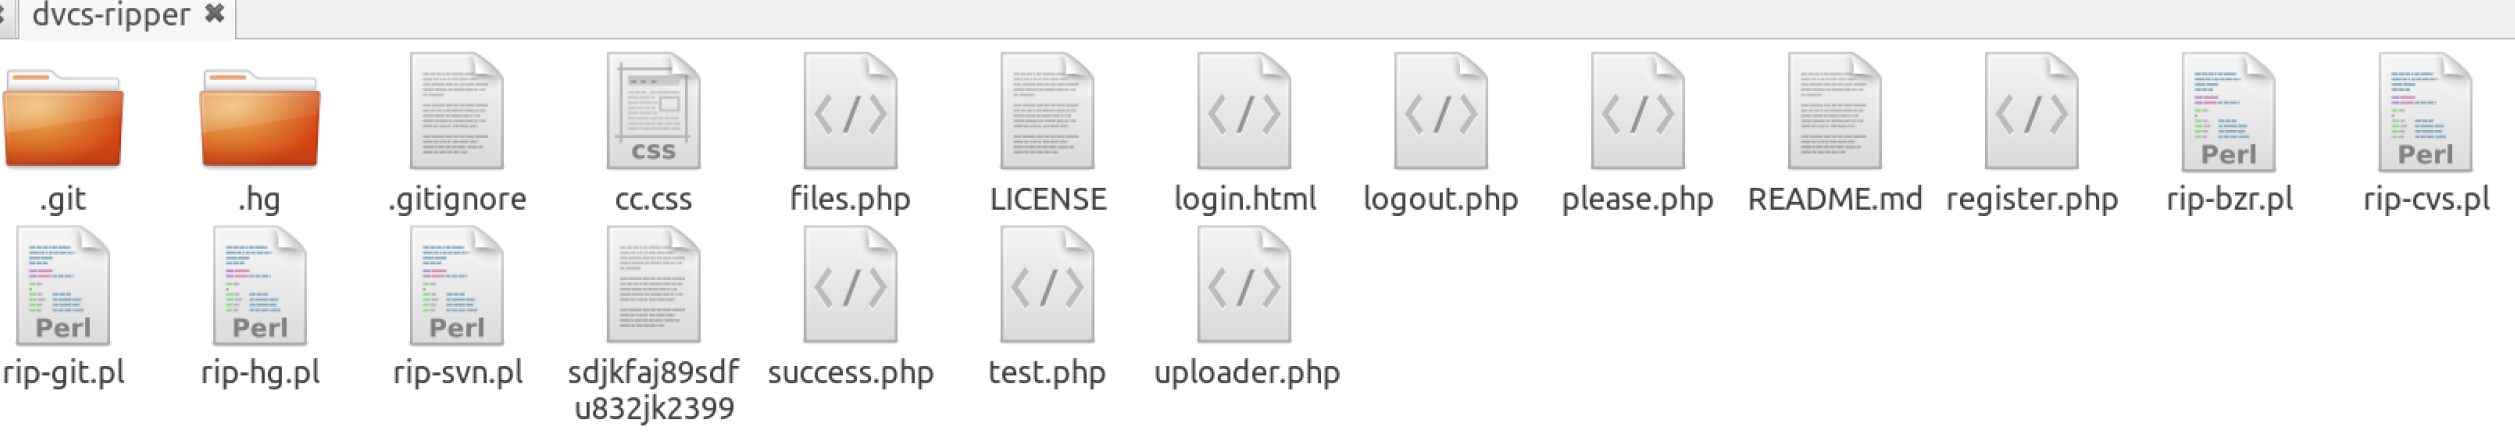 dvcs-ripper
css
Perl Perl
.git .hg .gitignore cc.css files.php LICENSE login.html logout.php please.php README.md register.php rip-bzr.pl rip-cvs.pl
Perl Perl Perl
rip-git.pl rip-hg.pl rip-svn.pl sdjkfaj89sdf success.php test.php uploader.php
u832jk2399